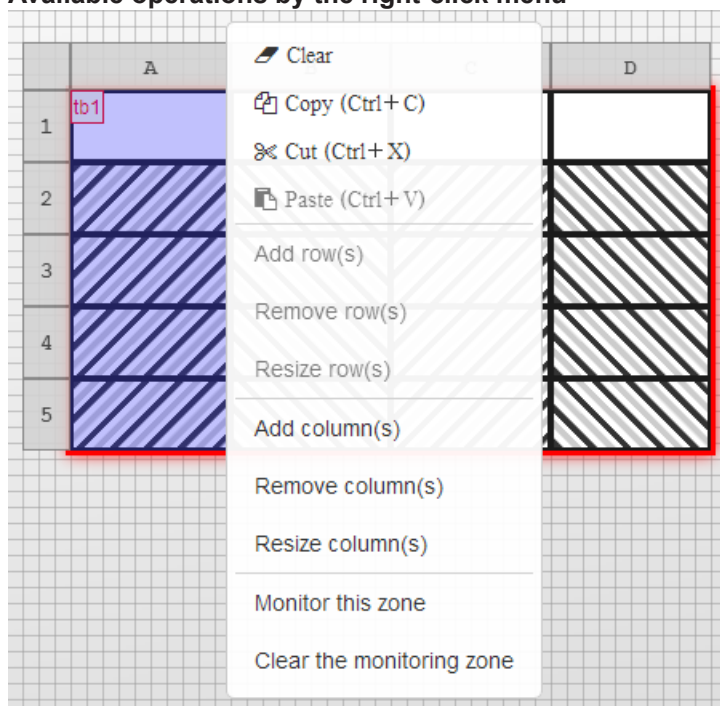 Available operations by the right-click menu
A
C
D
tb1
1
2
3
4
5
Clear
Copy (Ctrl+C)
Cut (Ctrl+X)
Paste (Ctrl+V)
Add row(s)
Remove row(s)
Resize row(s)
Add column(s)
Remove column(s)
Resize column(s)
Monitor this zone
Clear the monitoring zone